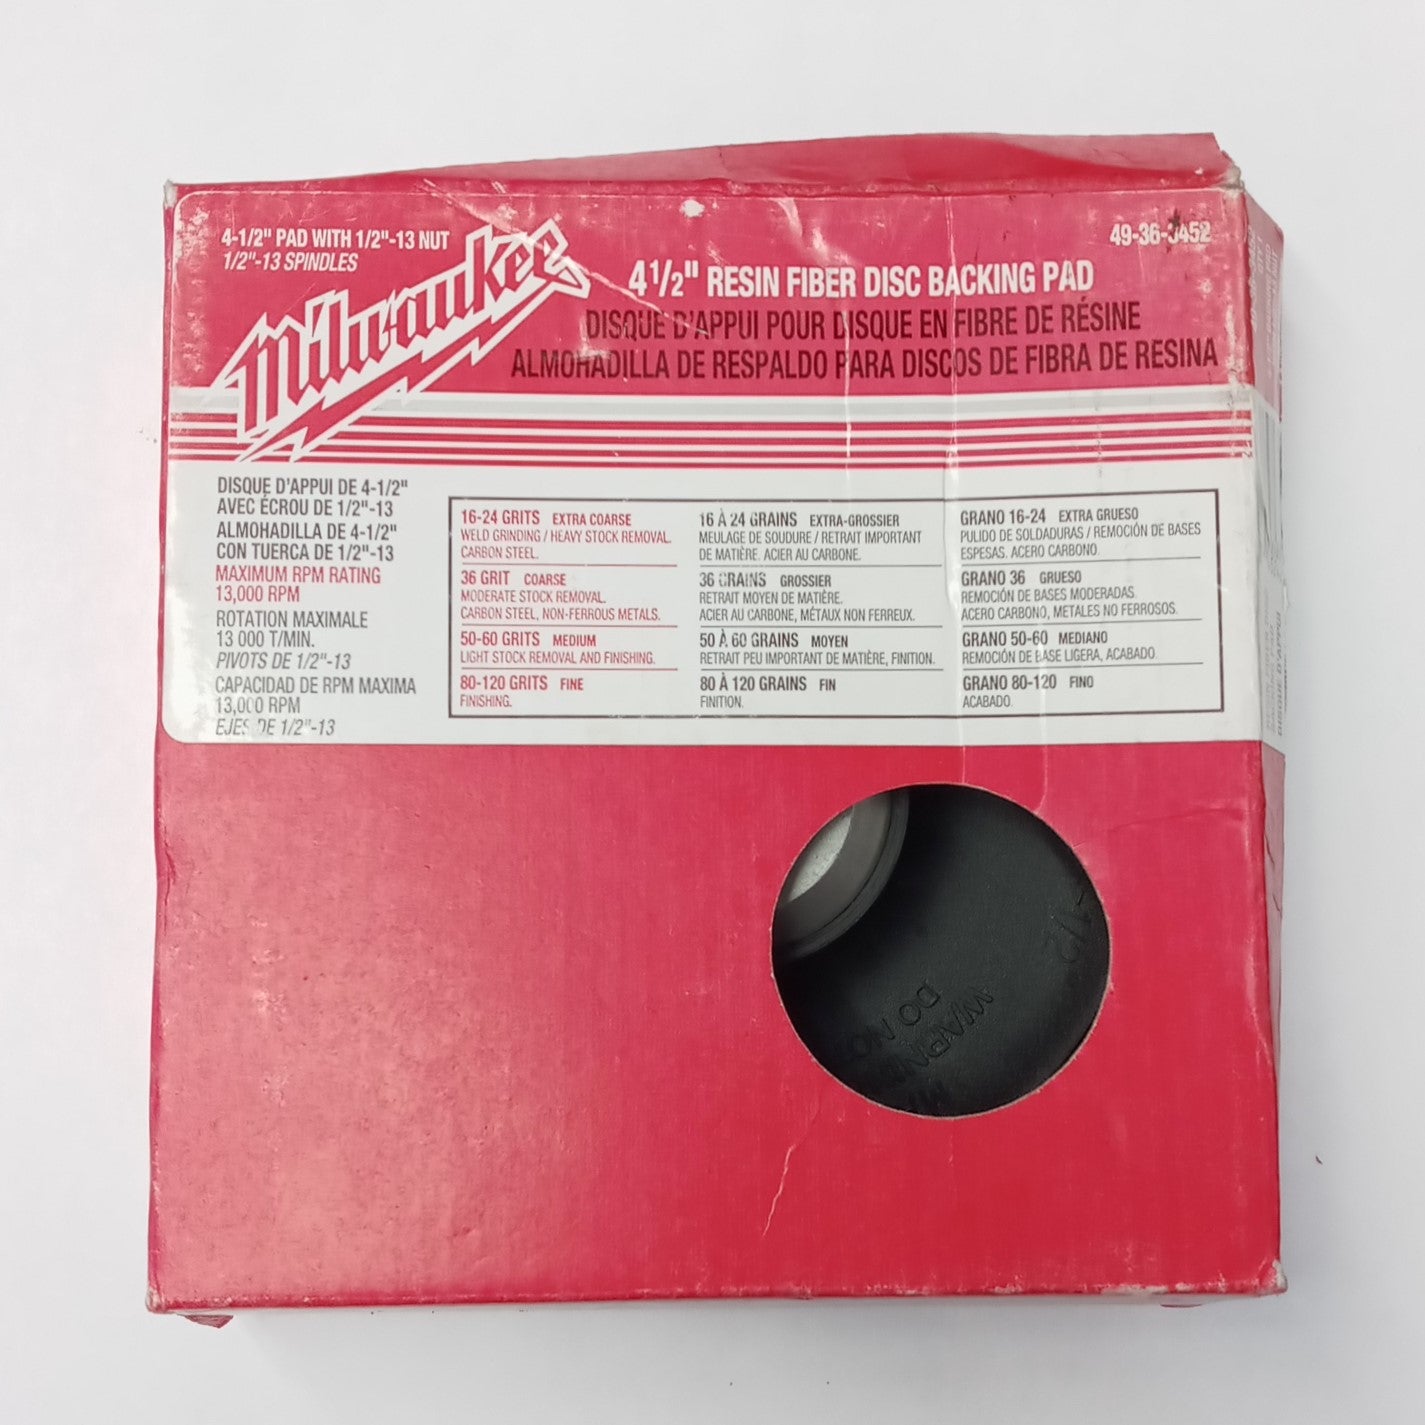 4-1/2" PAD WITH 1/2"-13 NUT
1/2"-13 SPINDLES
Milwaukee
49-36-3452
4 1/2" RESIN FIBER DISC BACKING PAD
DISQUE D'APPUI POUR DISQUE EN FIBRE DE RÉSINE
ALMOHADILLA DE RESPALDO PARA DISCOS DE FIBRA DE RESINA
DISQUE D'APPUI DE 4-1/2"
AVEC ÉCROU DE 1/2"-13
ALMOHADILLA DE 4-1/2"
CON TUERCA DE 1/2"-13
MAXIMUM RPM RATING
13,000 RPM
ROTATION MAXIMALE
13 000 T/MIN.
PIVOTS DE 1/2"-13
CAPACIDAD DE RPM MAXIMA
13,000 RPM
EJES DE 1/2"-13
16-24 GRITS EXTRA COARSE
WELD GRINDING / HEAVY STOCK REMOVAL.
CARBON STEEL.
36 GRIT COARSE
MODERATE STOCK REMOVAL.
CARBON STEEL, NON-FERROUS METALS.
50-60 GRITS MEDIUM
LIGHT STOCK REMOVAL AND FINISHING.
80-120 GRITS FINE
FINISHING.
16 À 24 GRAINS EXTRA-GROSSIER
MEULAGE DE SOUDURE / RETRAIT IMPORTANT
DE MATIÈRE. ACIER AU CARBONE.
36 GRAINS GROSSIER
RETRAIT MOYEN DE MATIÈRE.
ACIER AU CARBONE, MÉTAUX NON FERREUX.
50 À 60 GRAINS MOYEN
RETRAIT PEU IMPORTANT DE MATIÈRE, FINITION.
80 À 120 GRAINS FIN
FINITION.
GRANO 16-24 EXTRA GRUESO
PULIDO DE SOLDADURAS / REMOCIÓN DE BASES
ESPESAS. ACERO CARBONO.
GRANO 36 GRUESO
REMOCIÓN DE BASES MODERADAS.
ACERO CARBONO, METALES NO FERROSOS.
GRANO 50-60 MEDIANO
REMOCIÓN DE BASE LIGERA, ACABADO.
GRANO 80-120 FINO
ACABADO.
-1/2
DO NOT